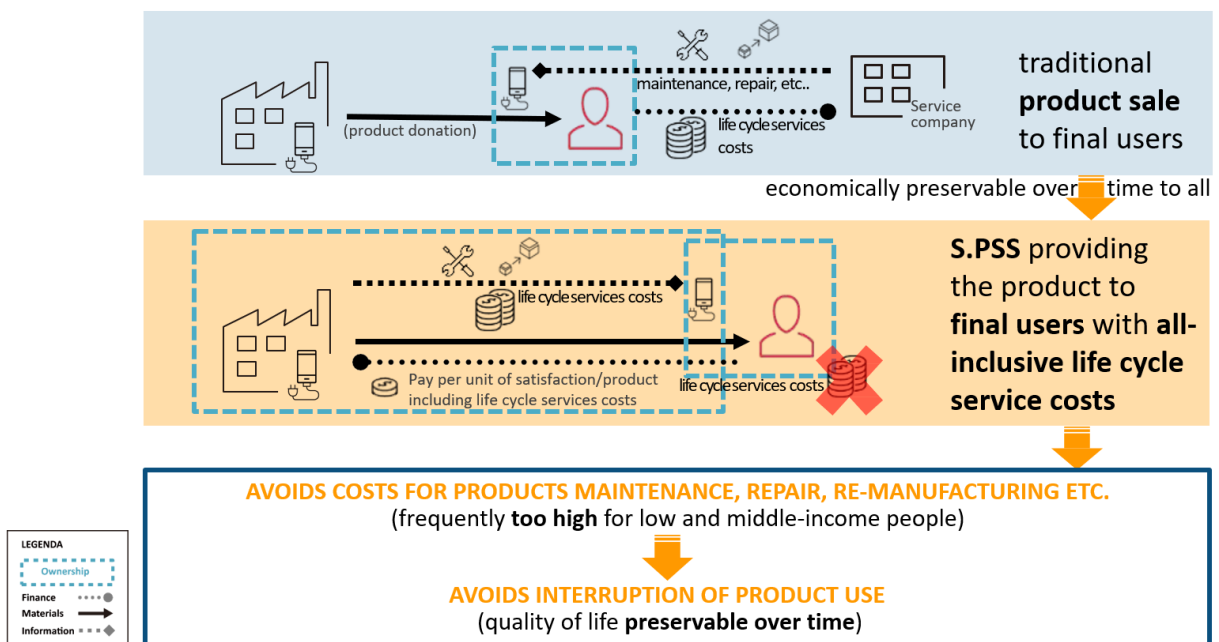 maintenance, repair, etc..
(product donation)
life cycle services
costs
Service
company
traditional
product sale
to final users
economically preservable over time to all
life cycle services costs
Pay per unit of satisfaction/product
including life cycle services costs
life cycle services costs
S.PSS providing
the product to
final users with all-
inclusive life cycle
service costs
AVOIDS COSTS FOR PRODUCTS MAINTENANCE, REPAIR, RE-MANUFACTURING ETC.
(frequently too high for low and middle-income people)
AVOIDS INTERRUPTION OF PRODUCT USE
(quality of life preservable over time)
LEGENDA
Ownership
Finance
Materials
Information